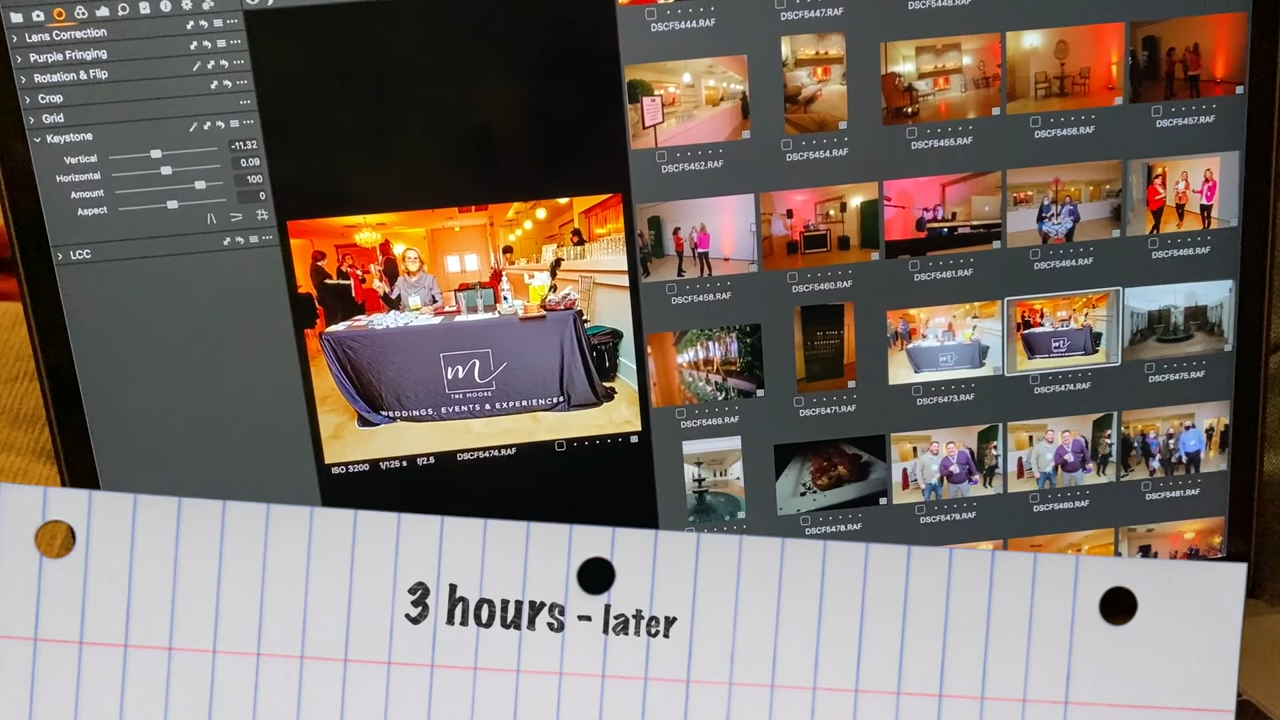 DSCF5444.RAF
DSCF5447.RAF
DSCF5448.RAF
Lens Correction
Purple Fringing
Rotation & Flip
Crop
Grid
Keystone
Vertical -11.32
Horizontal 0.09
Amount 100
Aspect 0
LCC
m
THE MOORE
WEDDINGS, EVENTS & EXPERIENCES
ISO 3200 1/125 s f/2.5 DSCF5474.RAF
DSCF5452.RAF
DSCF5454.RAF
DSCF5455.RAF
DSCF5456.RAF
DSCF5457.RAF
DSCF5458.RAF
DSCF5460.RAF
DSCF5461.RAF
DSCF5464.RAF
DSCF5466.RAF
DSCF5469.RAF
DSCF5471.RAF
DSCF5473.RAF
DSCF5474.RAF
DSCF5475.RAF
DSCF5478.RAF
DSCF5479.RAF
DSCF5480.RAF
DSCF5481.RAF
3 hours - later